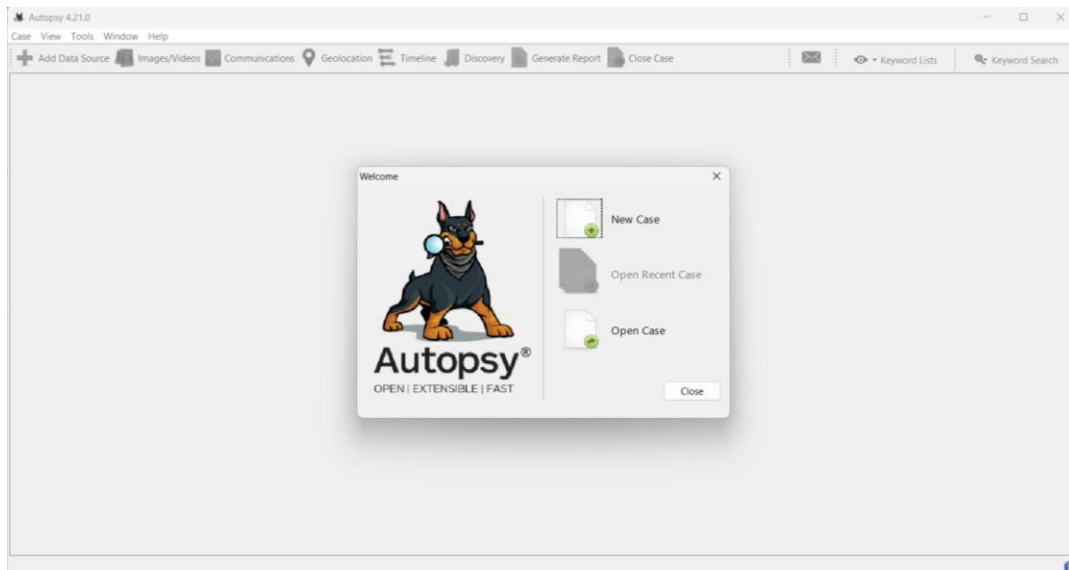 Autopsy 4.21.0
Case View Tools Window Help
Add Data Source Images/Videos Communications Geolocation Timeline Discovery Generate Report Close Case Keyword Lists Keyword Search
Welcome
New Case
Open Recent Case
Open Case
Autopsy®
OPEN | EXTENSIBLE | FAST
Close